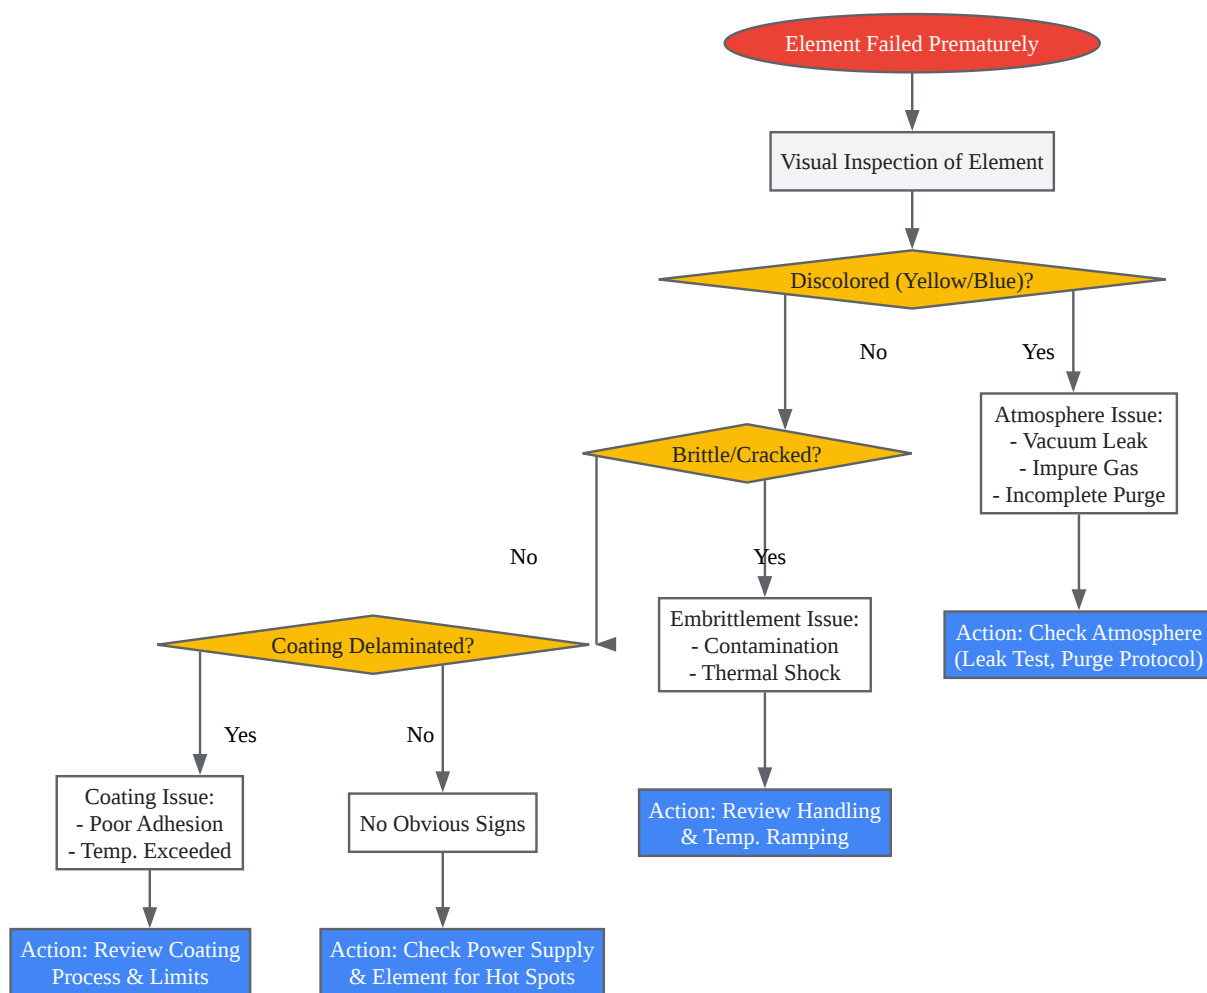 Element Failed Prematurely
Visual Inspection of Element
Discolored (Yellow/Blue)?
No
Yes
Atmosphere Issue:
- Vacuum Leak
- Impure Gas
- Incomplete Purge
Brittle/Cracked?
No
Yes
Embrittlement Issue:
- Contamination
- Thermal Shock
Action: Check Atmosphere
(Leak Test, Purge Protocol)
Coating Delaminated?
Yes
No
Coating Issue:
- Poor Adhesion
- Temp. Exceeded
No Obvious Signs
Action: Review Handling
& Temp. Ramping
Action: Review Coating
Process & Limits
Action: Check Power Supply
& Element for Hot Spots